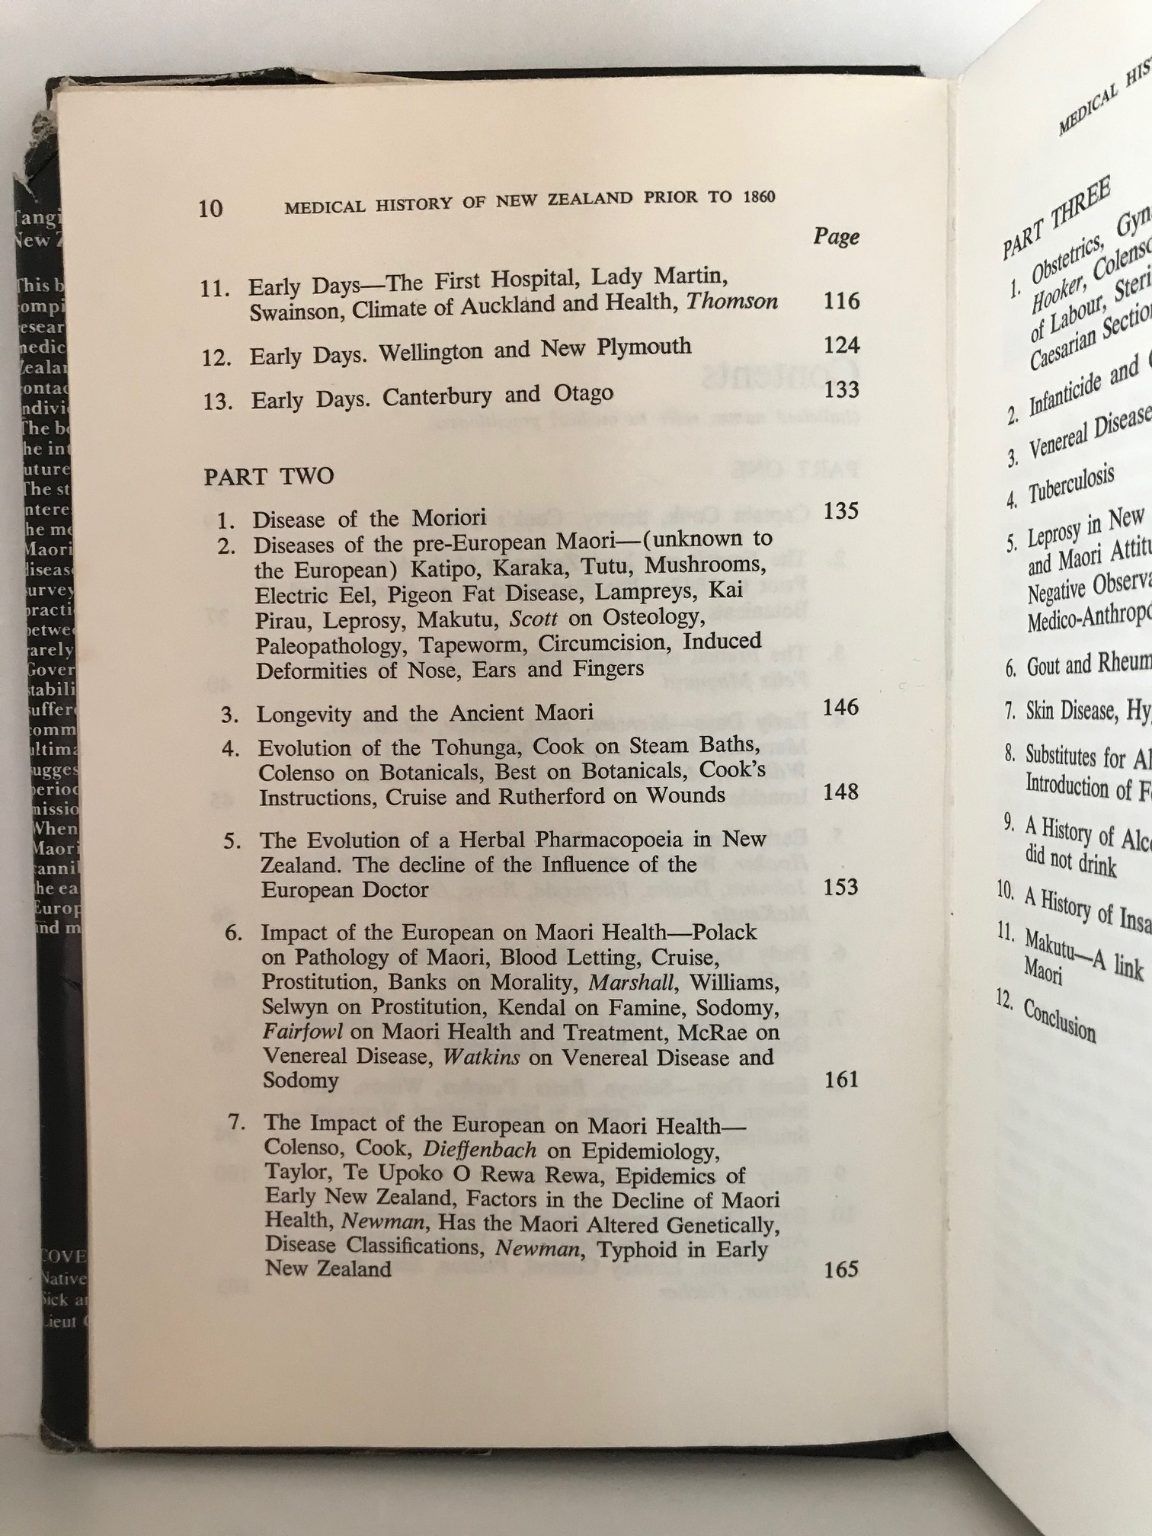 10 MEDICAL HISTORY OF NEW ZEALAND PRIOR TO 1860
Page
11. Early Days—The First Hospital, Lady Martin,
Swainson, Climate of Auckland and Health, Thomson 116
12. Early Days. Wellington and New Plymouth 124
13. Early Days. Canterbury and Otago 133
PART TWO
1. Disease of the Moriori 135
2. Diseases of the pre-European Maori—(unknown to
the European) Katipo, Karaka, Tutu, Mushrooms,
Electric Eel, Pigeon Fat Disease, Lampreys, Kai
Pirau, Leprosy, Makutu, Scott on Osteology,
Paleopathology, Tapeworm, Circumcision, Induced
Deformities of Nose, Ears and Fingers
3. Longevity and the Ancient Maori 146
4. Evolution of the Tohunga, Cook on Steam Baths,
Colenso on Botanicals, Best on Botanicals, Cook's
Instructions, Cruise and Rutherford on Wounds 148
5. The Evolution of a Herbal Pharmacopoeia in New
Zealand. The decline of the Influence of the
European Doctor 153
6. Impact of the European on Maori Health—Polack
on Pathology of Maori, Blood Letting, Cruise,
Prostitution, Banks on Morality, Marshall, Williams,
Selwyn on Prostitution, Kendal on Famine, Sodomy,
Fairfowl on Maori Health and Treatment, McRae on
Venereal Disease, Watkins on Venereal Disease and
Sodomy 161
7. The Impact of the European on Maori Health—
Colenso, Cook, Dieffenbach on Epidemiology,
Taylor, Te Upoko O Rewa Rewa, Epidemics of
Early New Zealand, Factors in the Decline of Maori
Health, Newman, Has the Maori Altered Genetically,
Disease Classifications, Newman, Typhoid in Early
New Zealand 165
MEDICAL
PART THREE
1. Obstetrics,
Hooker,
of Labour,
Caesarian
2. Infanticide and
3. Venereal
4. Tuberculosis
5. Leprosy in New
and Maori
Negative
6. Gout and
7. Skin Disease,
8. Substitutes for
Introduction of
9. A History of
did not drink
10. A History of
11. Makutu—A link
Maori
12. Conclusion